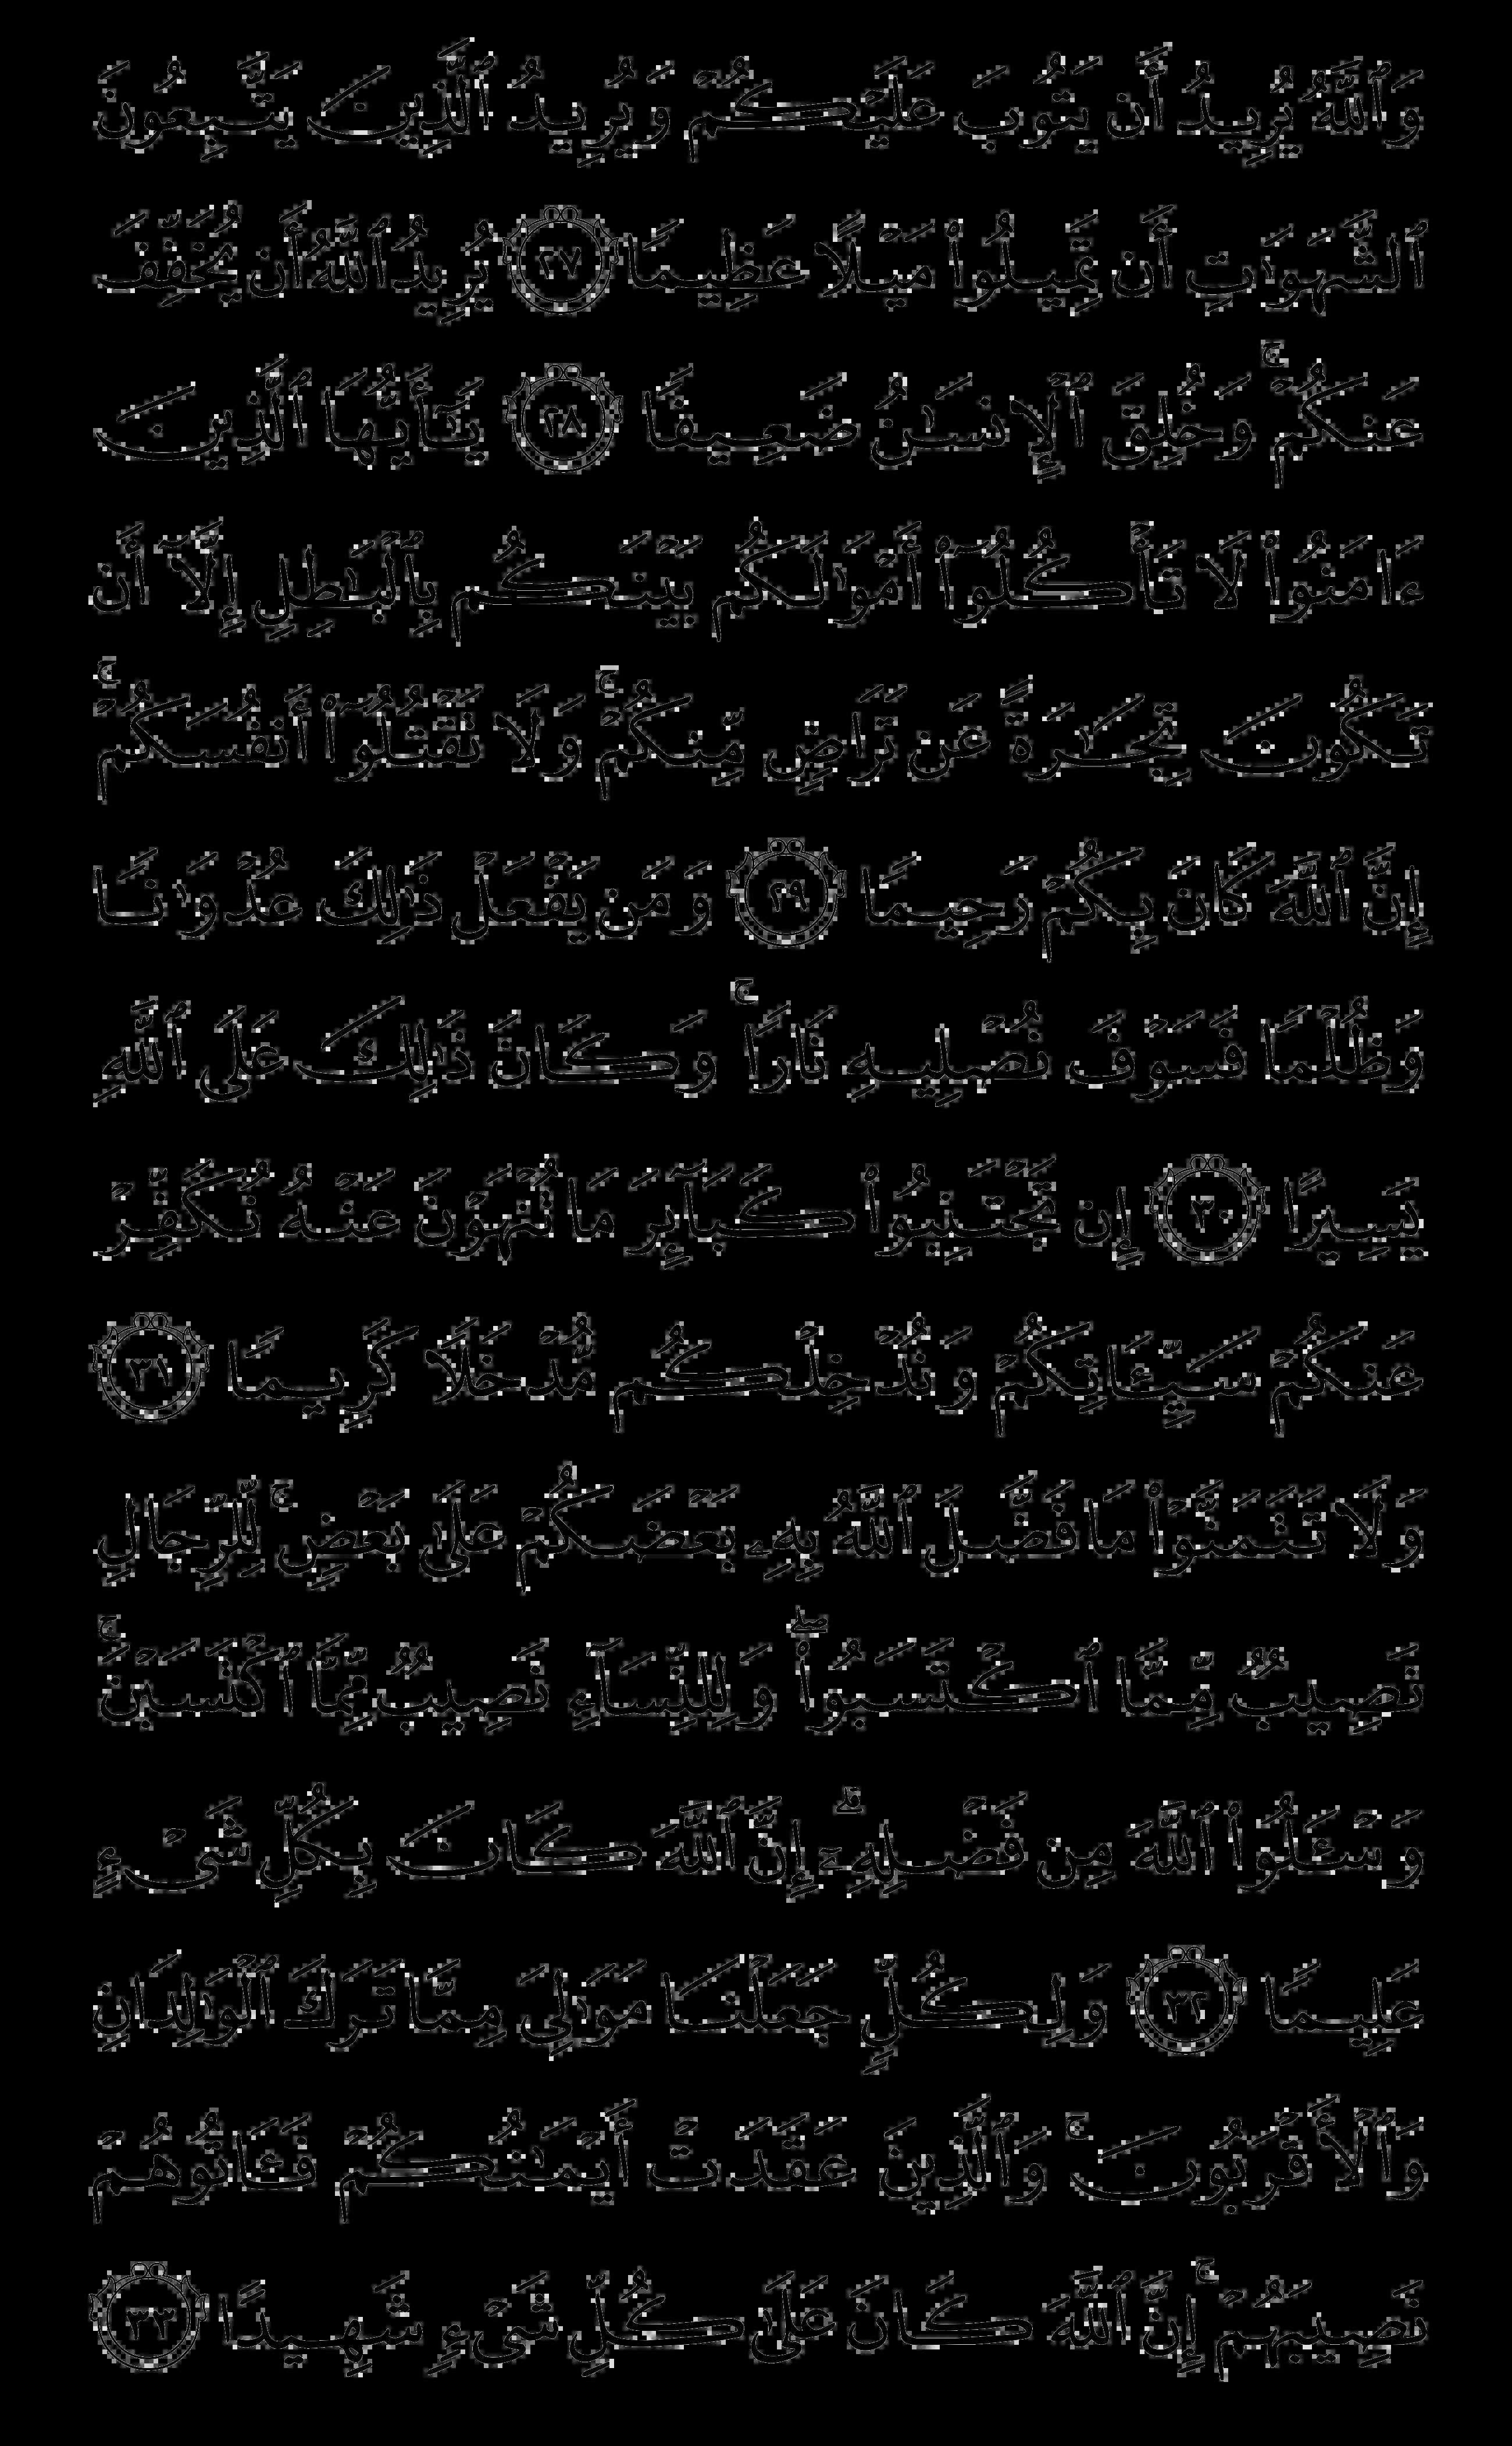 وَٱللَّهُ يُرِيدُ أَن يَتُوبَ عَلَيْكُمْ وَيُرِيدُ ٱلَّذِينَ يَتَّبِعُونَ
ٱلشَّهَوَٰتِ أَن تَمِيلُوا۟ مَيْلًا عَظِيمًا ٢٧ يُرِيدُ ٱللَّهُ أَن يُخَفِّفَ
عَنكُمْ ۚ وَخُلِقَ ٱلْإِنسَـٰنُ ضَعِيفًا ٢٨ يَـٰٓأَيُّهَا ٱلَّذِينَ
ءَامَنُوا۟ لَا تَأْكُلُوٓا۟ أَمْوَٰلَكُم بَيْنَكُم بِٱلْبَـٰطِلِ إِلَّآ أَن
تَكُونَ تِجَـٰرَةً عَن تَرَاضٍ مِّنكُمْ ۚ وَلَا تَقْتُلُوٓا۟ أَنفُسَكُمْ ۚ
إِنَّ ٱللَّهَ كَانَ بِكُمْ رَحِيمًا ٢٩ وَمَن يَفْعَلْ ذَٰلِكَ عُدْوَٰنًا
وَظُلْمًا فَسَوْفَ نُصْلِيهِ نَارًا ۚ وَكَانَ ذَٰلِكَ عَلَى ٱللَّهِ
يَسِيرًا ٣٠ إِن تَجْتَنِبُوا۟ كَبَآئِرَ مَا تُنْهَوْنَ عَنْهُ نُكَفِّرْ
عَنكُمْ سَيِّـَٔاتِكُمْ وَنُدْخِلْكُم مُّدْخَلًا كَرِيمًا ٣١
وَلَا تَتَمَنَّوْا۟ مَا فَضَّلَ ٱللَّهُ بِهِۦ بَعْضَكُمْ عَلَىٰ بَعْضٍ ۚ لِّلرِّجَالِ
نَصِيبٌ مِّمَّا ٱكْتَسَبُوا۟ ۖ وَلِلنِّسَآءِ نَصِيبٌ مِّمَّا ٱكْتَسَبْنَ ۚ
وَسْـَٔلُوا۟ ٱللَّهَ مِن فَضْلِهِۦٓ ۗ إِنَّ ٱللَّهَ كَانَ بِكُلِّ شَىْءٍ
عَلِيمًا ٣٢ وَلِكُلٍّ جَعَلْنَا مَوَٰلِىَ مِمَّا تَرَكَ ٱلْوَٰلِدَانِ
وَٱلْأَقْرَبُونَ ۚ وَٱلَّذِينَ عَقَدَتْ أَيْمَـٰنُكُمْ فَـَٔاتُوهُمْ
نَصِيبَهُمْ ۚ إِنَّ ٱللَّهَ كَانَ عَلَىٰ كُلِّ شَىْءٍ شَهِيدًا ٣٣